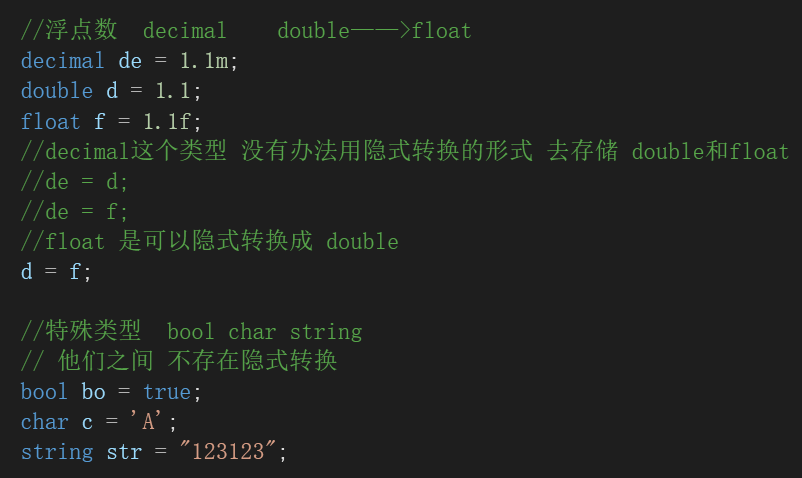 //浮点数  decimal    double——>float
decimal de = 1.1m;
double d = 1.1;
float f = 1.1f;
//decimal这个类型 没有办法用隐式转换的形式 去存储 double和float
//de = d;
//de = f;
//float 是可以隐式转换成 double
d = f;
//特殊类型  bool char string
// 他们之间 不存在隐式转换
bool bo = true;
char c = 'A';
string str = "123123";